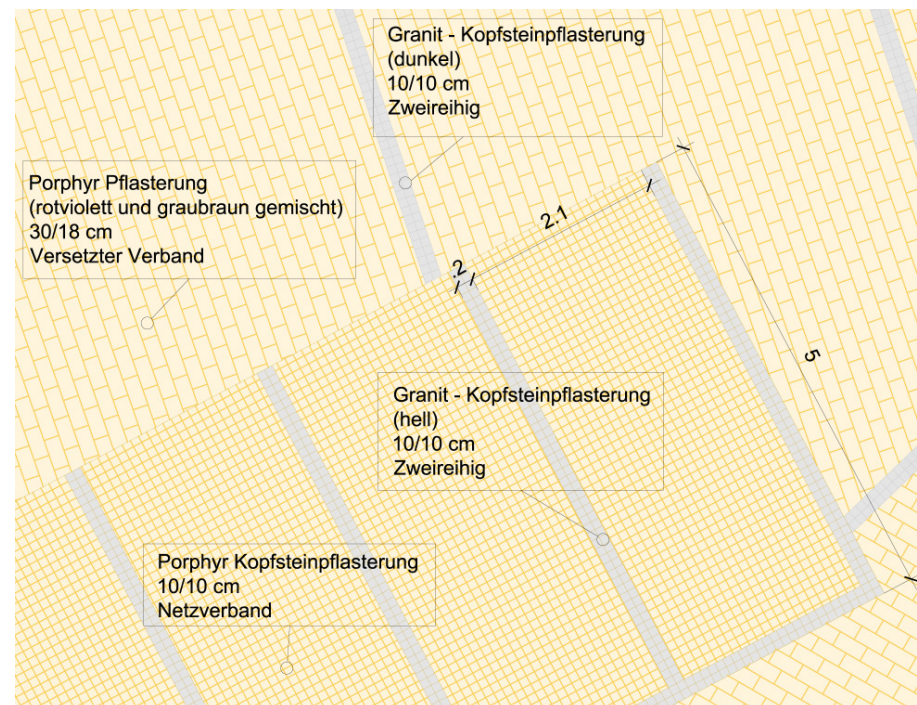 Granit - Kopfsteinpflasterung
(dunkel)
10/10 cm
Zweireihig
Porphyr Pflasterung
(rotviolett und graubraun gemischt)
30/18 cm
Versetzter Verband
2.1
.2
5
Granit - Kopfsteinpflasterung
(hell)
10/10 cm
Zweireihig
Porphyr Kopfsteinpflasterung
10/10 cm
Netzverband